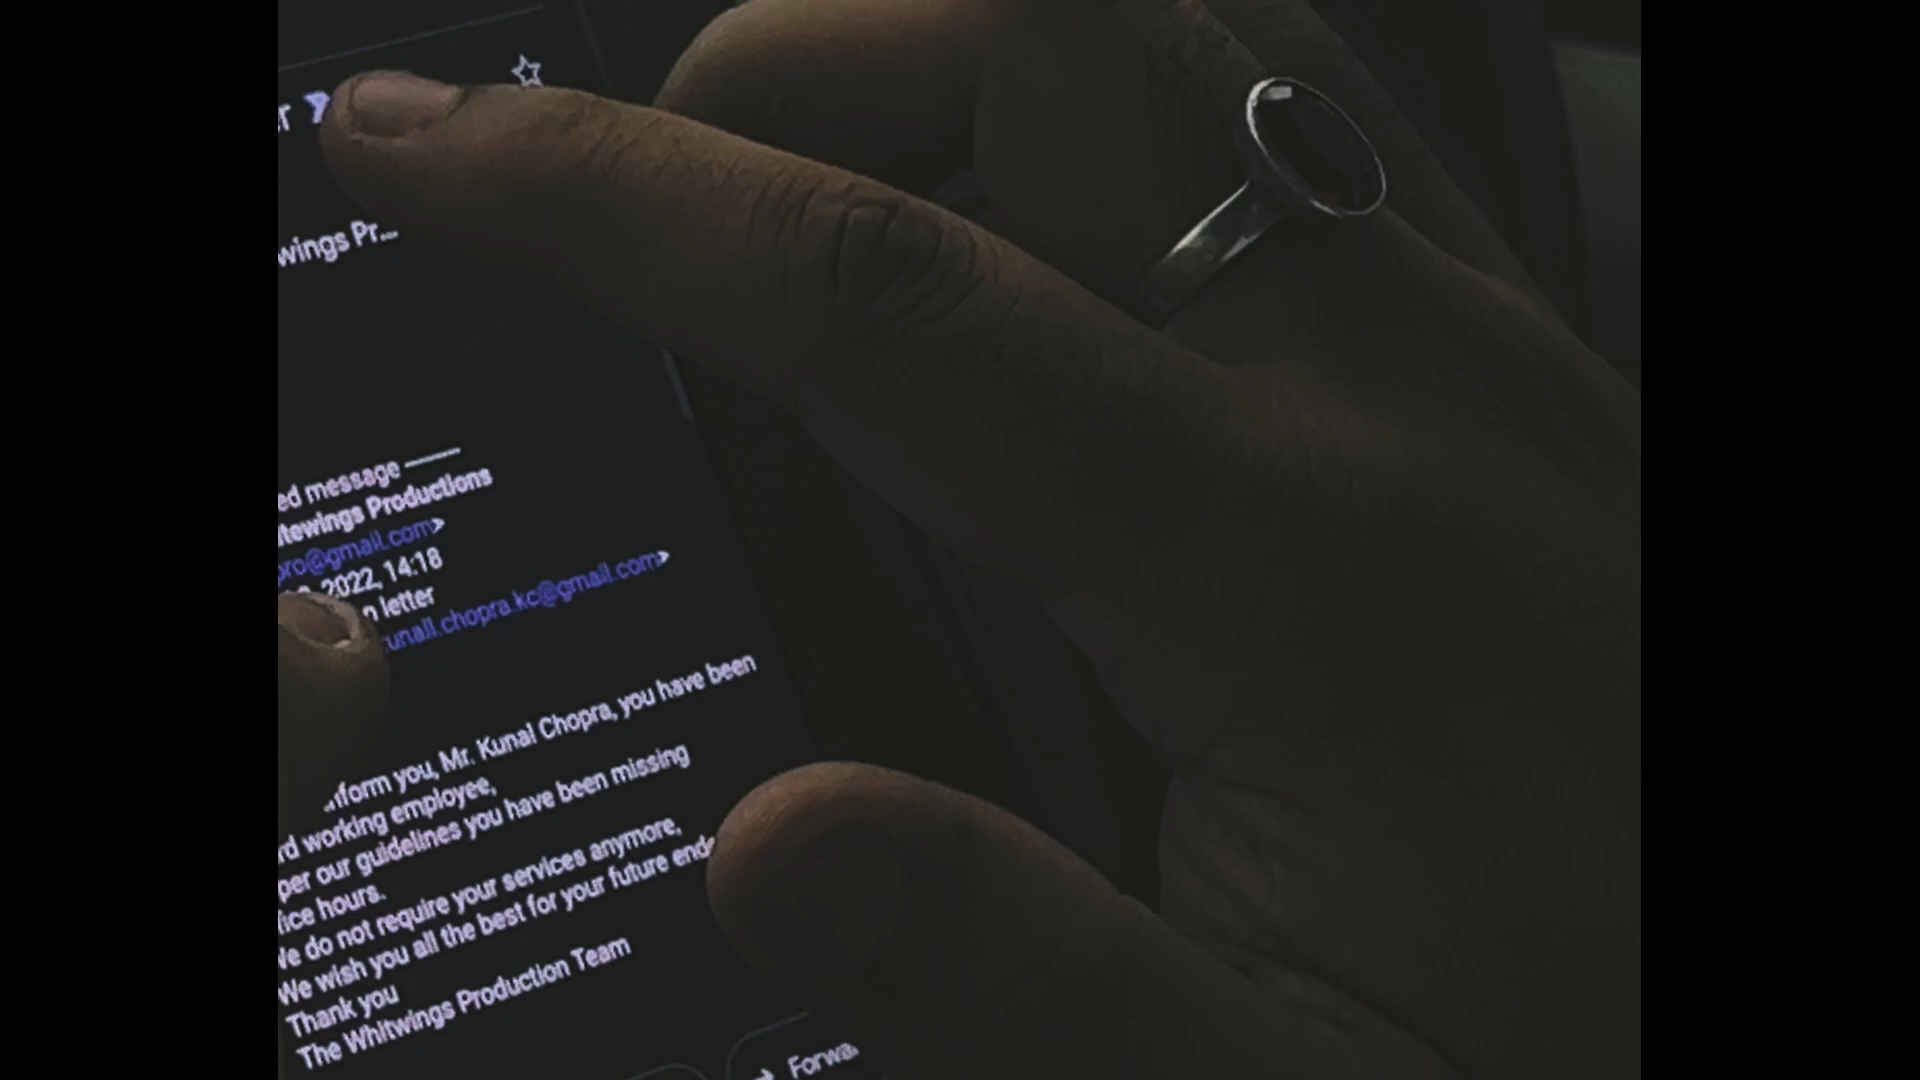 wings Pr...
ed message
tewings Productions
pro@gmail.com>
2022, 14:18
n letter
unall.chopra.kc@gmail.com>
nform you, Mr. Kunal Chopra, you have been
rd working employee,
per our guidelines you have been missing
fice hours.
We do not require your services anymore,
We wish you all the best for your future end
Thank you
The Whitwings Production Team
Forwa